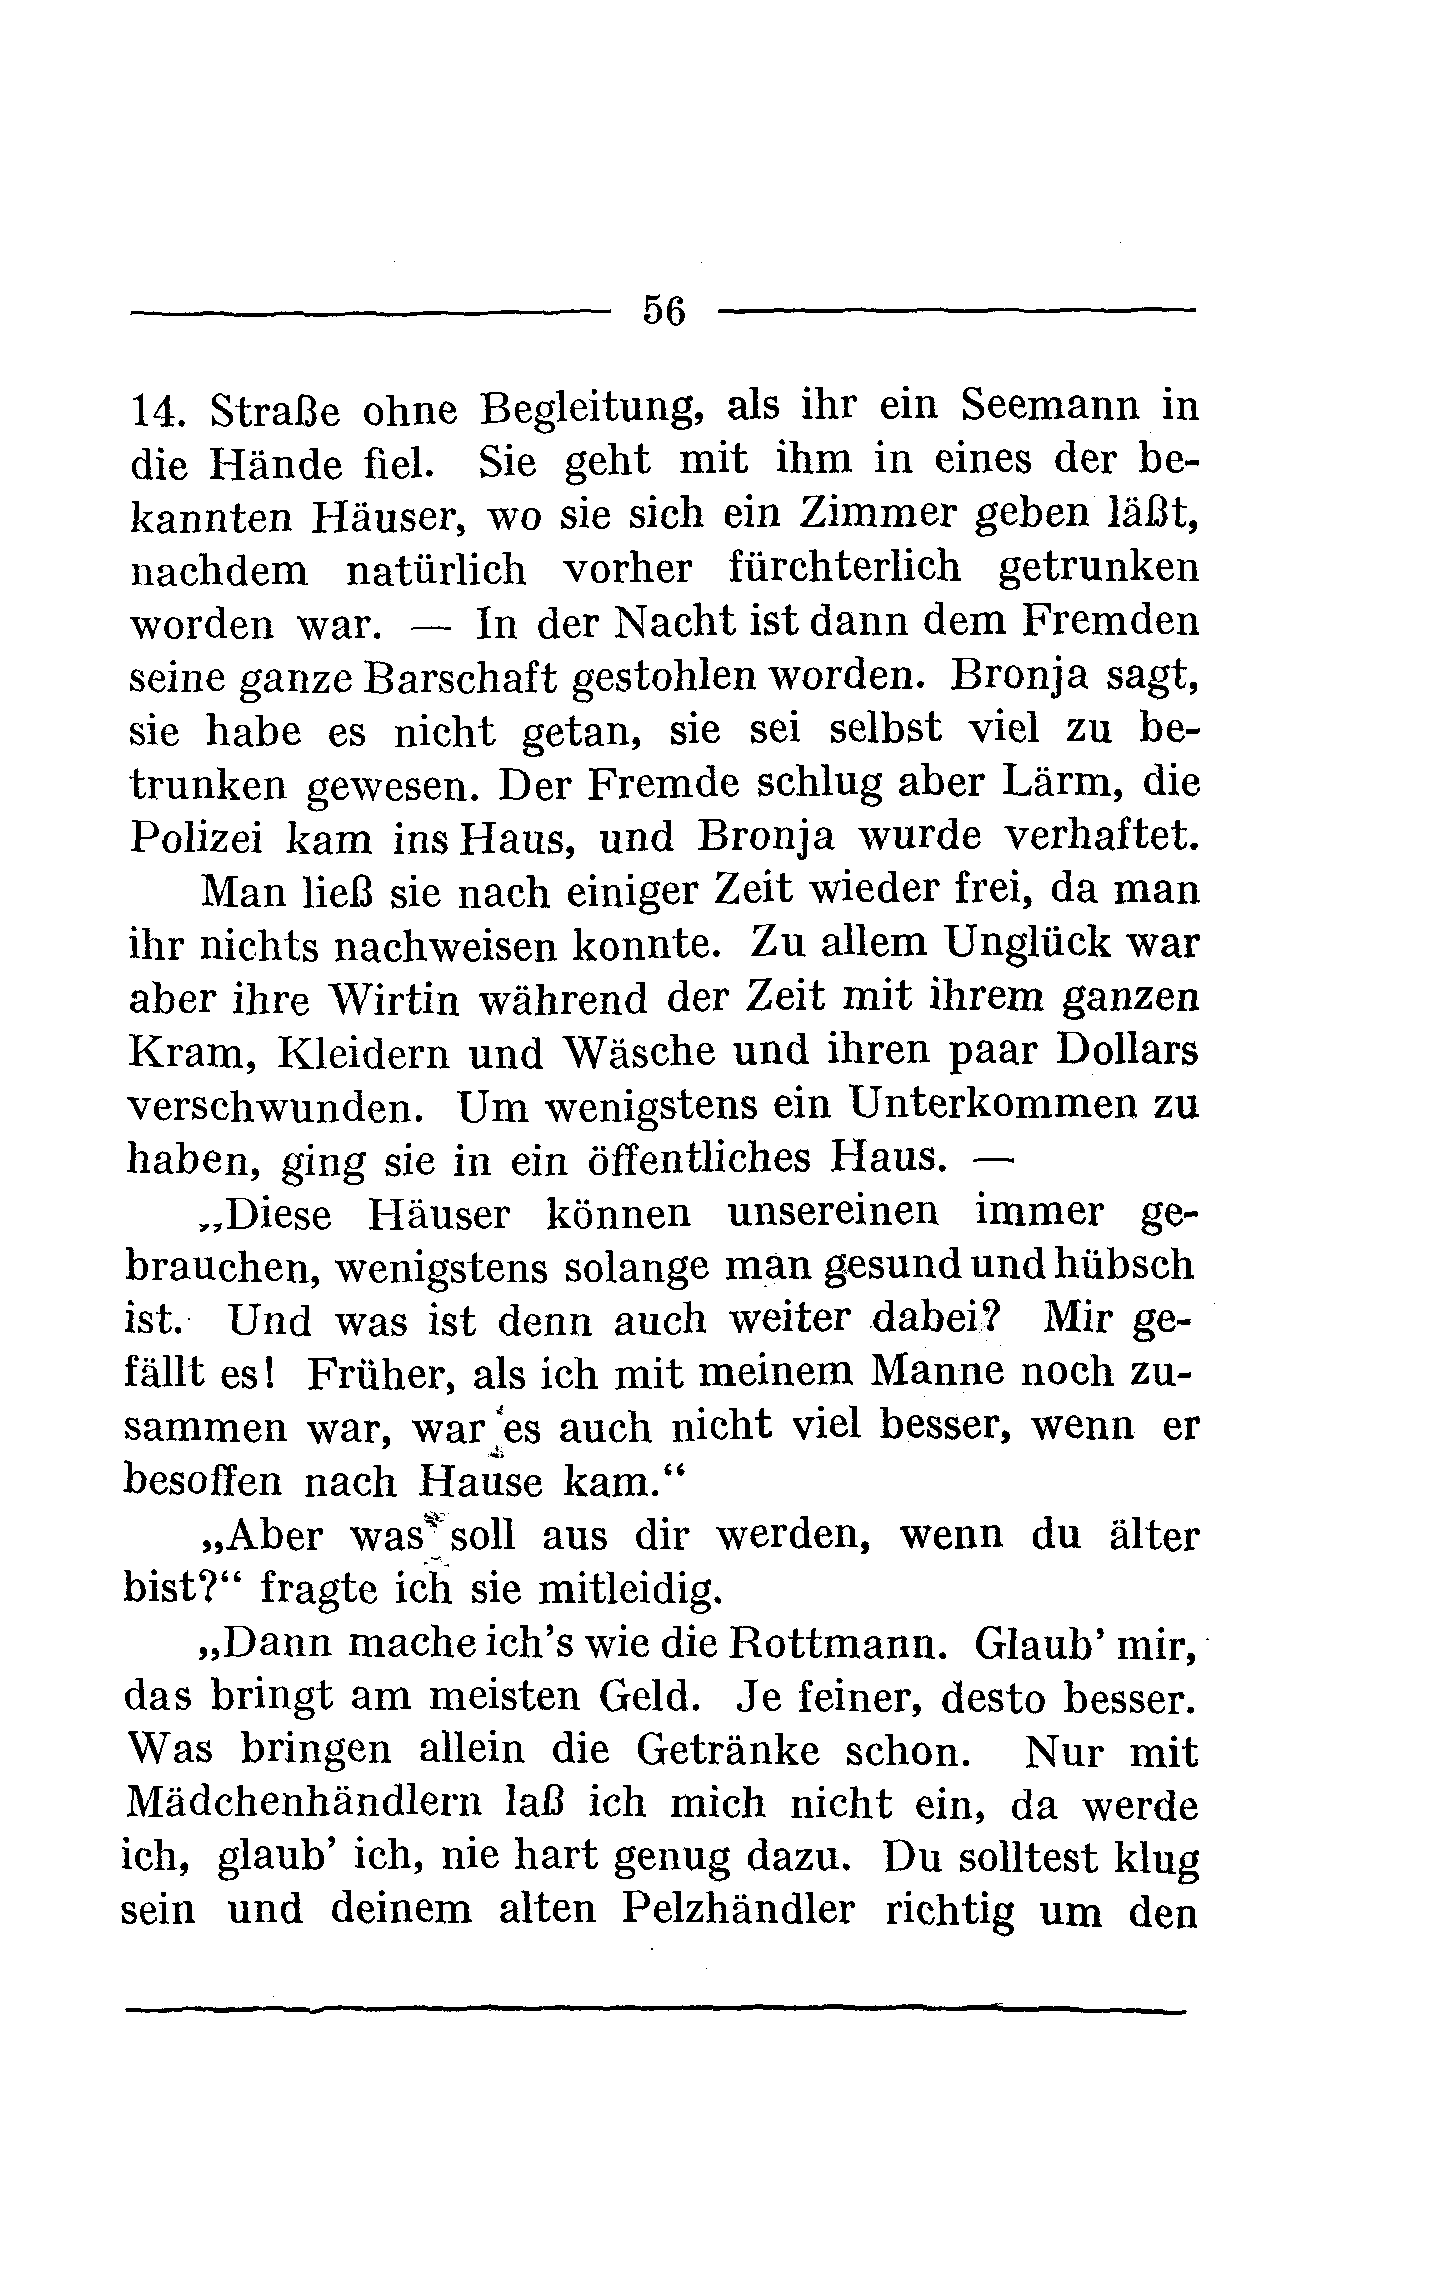 56
14. Straße ohne Begleitung, als ihr ein Seemann in
die Hände fiel. Sie geht mit ihm in eines der be-
kannten Häuser, wo sie sich ein Zimmer geben läßt,
nachdem natürlich vorher fürchterlich getrunken
worden war. — In der Nacht ist dann dem Fremden
seine ganze Barschaft gestohlen worden. Bronja sagt,
sie habe es nicht getan, sie sei selbst viel zu be-
trunken gewesen. Der Fremde schlug aber Lärm, die
Polizei kam ins Haus, und Bronja wurde verhaftet.
Man ließ sie nach einiger Zeit wieder frei, da man
ihr nichts nachweisen konnte. Zu allem Unglück war
aber ihre Wirtin während der Zeit mit ihrem ganzen
Kram, Kleidern und Wäsche und ihren paar Dollars
verschwunden. Um wenigstens ein Unterkommen zu
haben, ging sie in ein öffentliches Haus. —
„Diese Häuser können unsereinen immer ge-
brauchen, wenigstens solange man gesund und hübsch
ist. Und was ist denn auch weiter dabei? Mir ge-
fällt es! Früher, als ich mit meinem Manne noch zu-
sammen war, war es auch nicht viel besser, wenn er
besoffen nach Hause kam.“
„Aber was soll aus dir werden, wenn du älter
bist?“ fragte ich sie mitleidig.
„Dann mache ich’s wie die Rottmann. Glaub’ mir,
das bringt am meisten Geld. Je feiner, desto besser.
Was bringen allein die Getränke schon. Nur mit
Mädchenhändlern laß ich mich nicht ein, da werde
ich, glaub’ ich, nie hart genug dazu. Du solltest klug
sein und deinem alten Pelzhändler richtig um den